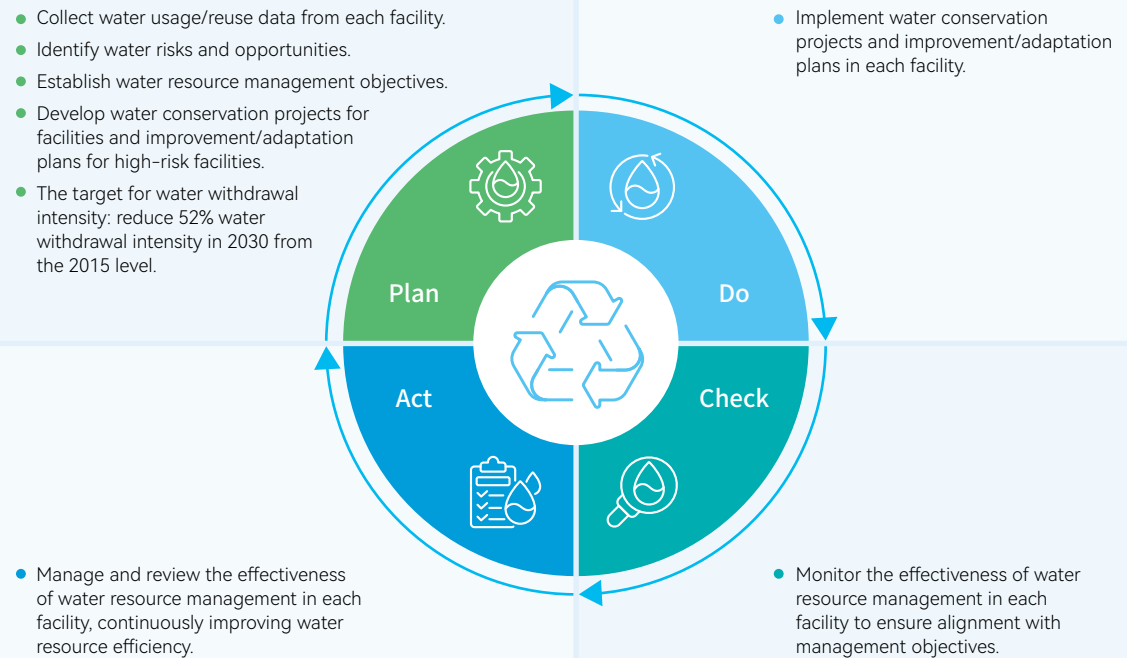 Collect water usage/reuse data from each facility.
Identify water risks and opportunities.
Establish water resource management objectives.
Develop water conservation projects for
facilities and improvement/adaptation
plans for high-risk facilities.
The target for water withdrawal
intensity: reduce 52% water
withdrawal intensity in 2030 from
the 2015 level.
Implement water conservation
projects and improvement/adaptation
plans in each facility.
Plan
Do
Act
Check
Manage and review the effectiveness
of water resource management in each
facility, continuously improving water
resource efficiency.
Monitor the effectiveness of water
resource management in each
facility to ensure alignment with
management objectives.